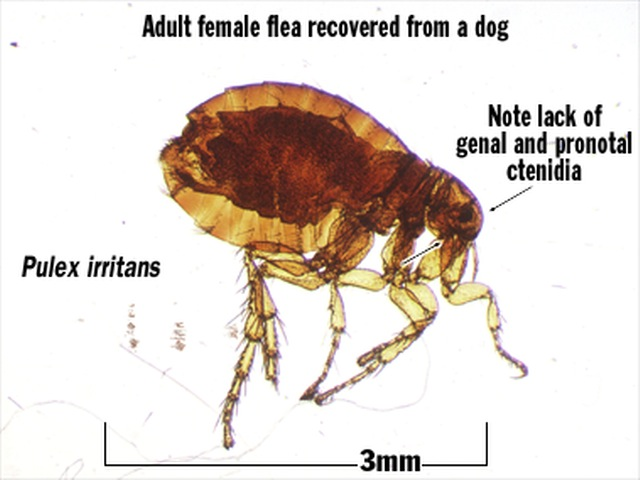 Adult female flea recovered from a dog
Note lack of
genal and pronotal
ctenidia
Pulex irritans
3mm